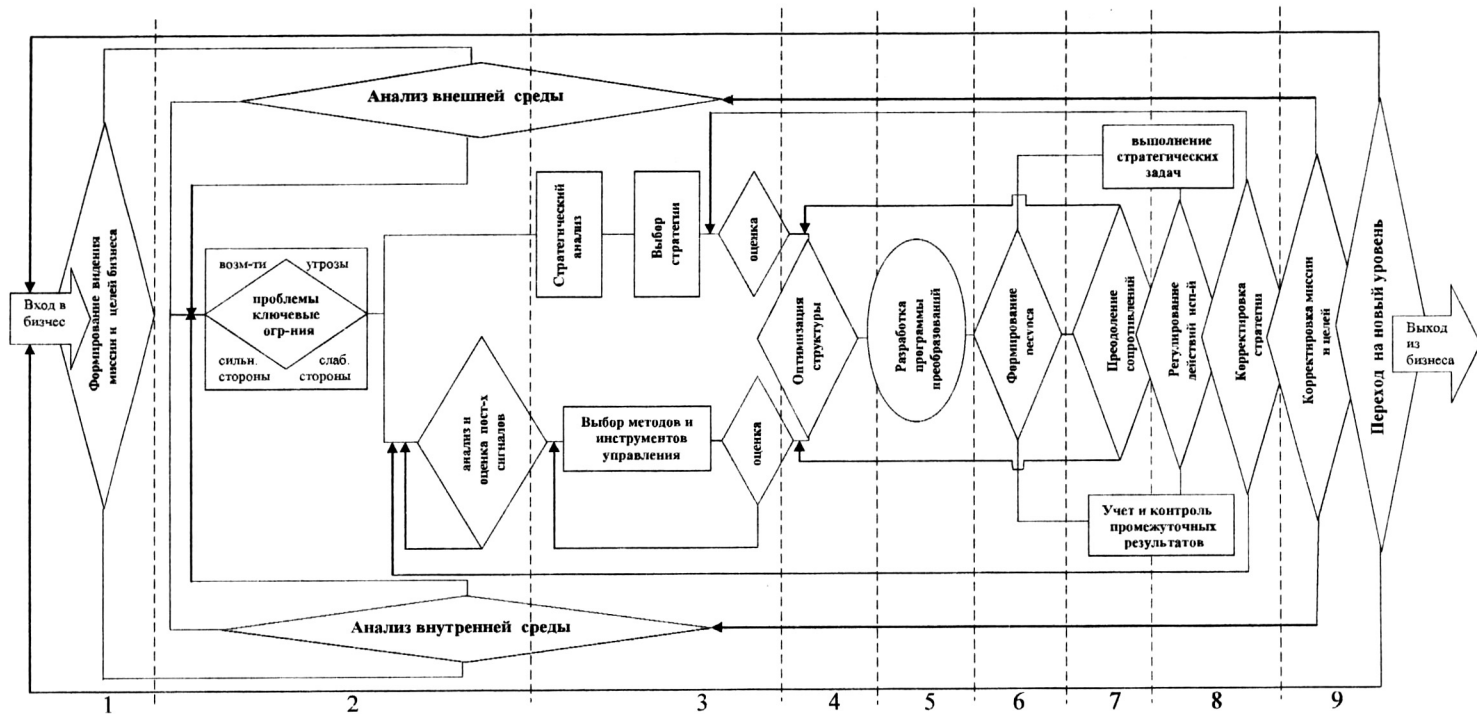 Анализ внешней среды
выполнение
стратегических
задач
Формирование видения
миссии и целей бизнеса
Вход в
бизнес
возм-ти угрозы
проблемы
ключевые
огр-ния
сильн. слаб.
стороны стороны
Стратегический
анализ
Выбор
стратегии
оценка
анализ и
оценка пост-х
сигналов
Выбор методов и
инструментов
управления
оценка
Оптимизация
структуры
Разработка
программы
преобразований
Формирование
Преодоление
сопротивлений
Регулирование
действий исп-й
Корректировка
стратегии
Корректировка миссии
и целей
Переход на новый уровень
Выход
из
бизнеса
Учет и контроль
промежуточных
результатов
Анализ внутренней среды
1 2 3 4 5 6 7 8 9